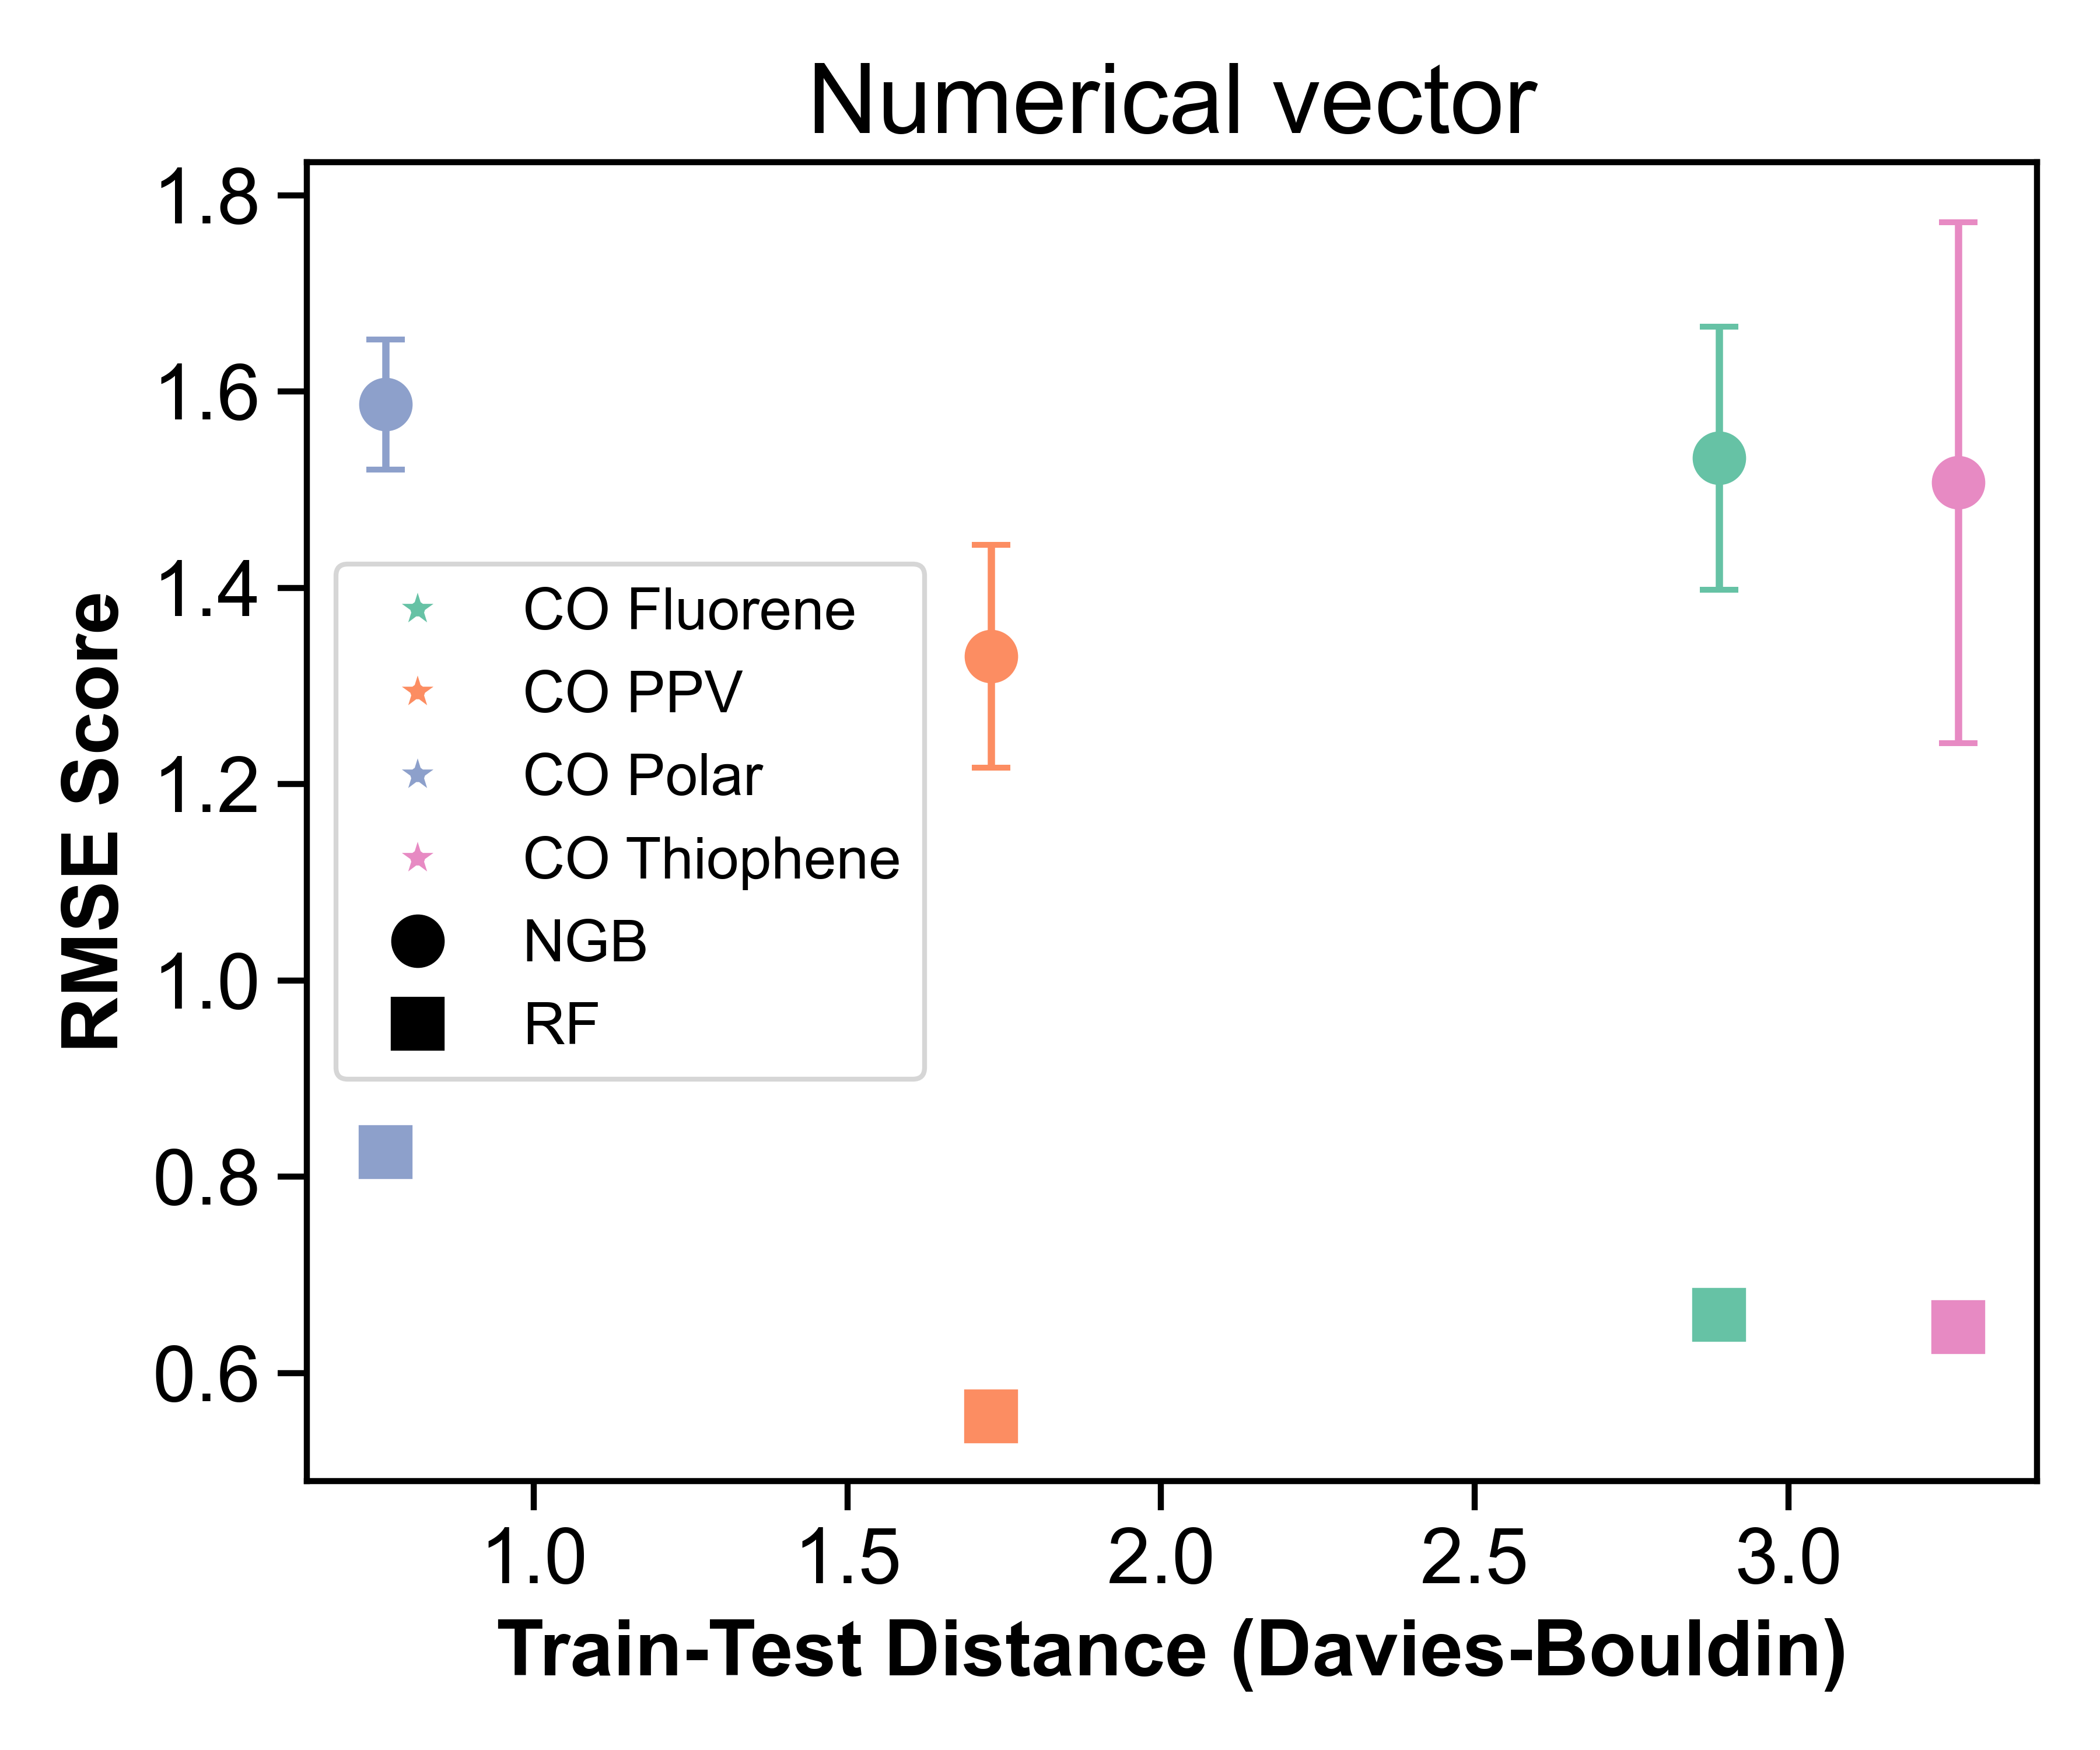 Numerical vector
RMSE Score
1.8
1.6
1.4
1.2
1.0
0.8
0.6
CO Fluorene
CO PPV
CO Polar
CO Thiophene
NGB
RF
1.0 1.5 2.0 2.5 3.0
Train-Test Distance (Davies-Bouldin)